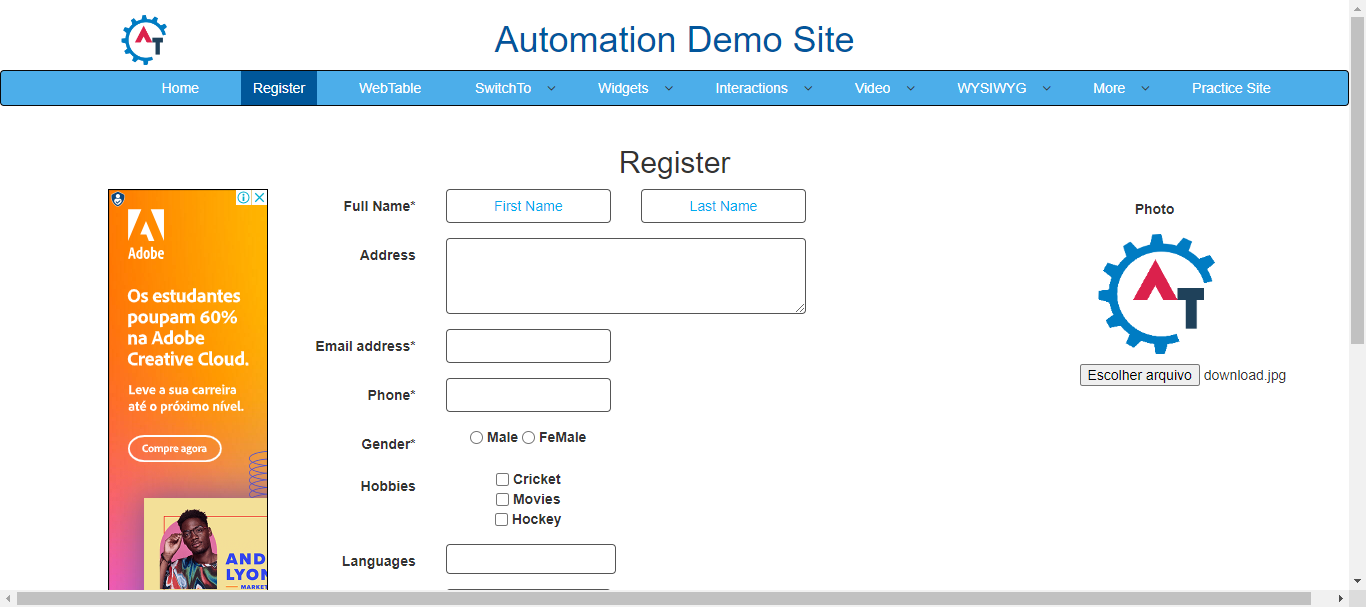 AT
Automation Demo Site
Home Register WebTable SwitchTo Widgets Interactions Video WYSIWYG More Practice Site
Register
Adobe
Os estudantes
poupam 60%
na Adobe
Creative Cloud.
Leve a sua carreira
até o próximo nível.
Compre agora
AND
LYON
MARKET
Full Name* First Name Last Name
Address
Email address*
Phone*
Gender* Male FeMale
Hobbies Cricket
Movies
Hockey
Languages
Photo
AT
Escolher arquivo download.jpg